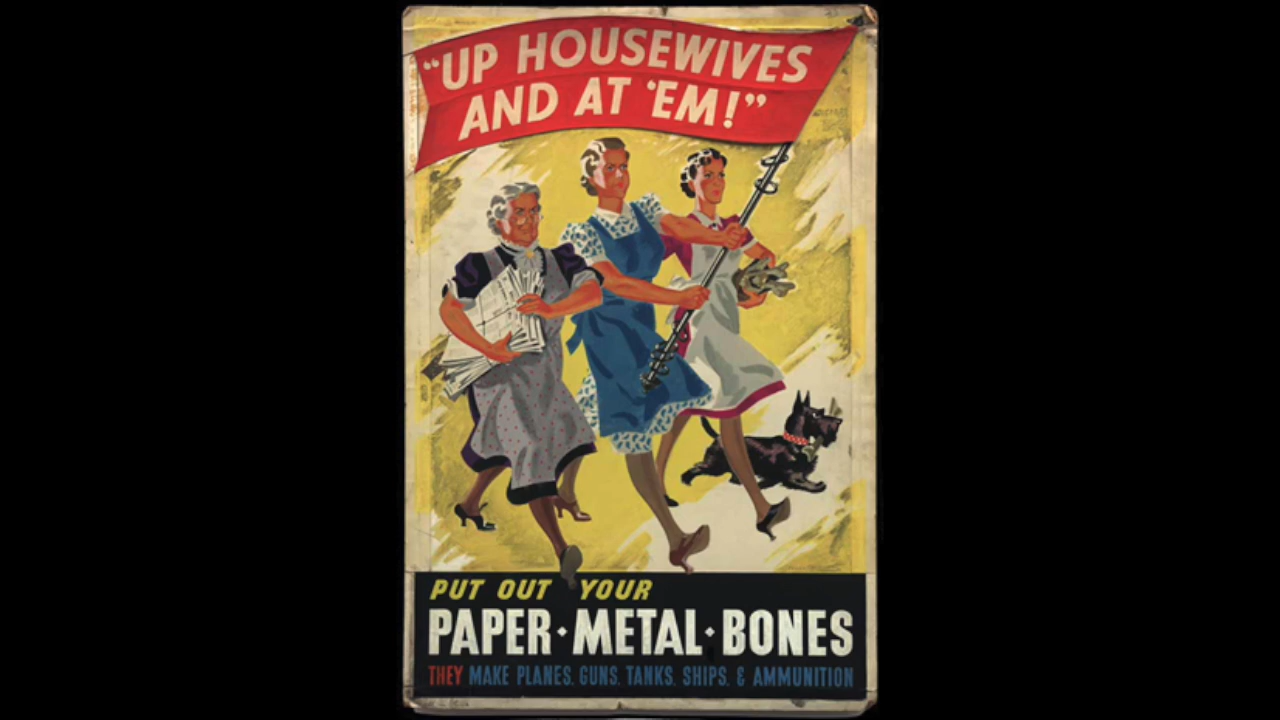 “UP HOUSEWIVES
AND AT ‘EM!”
PUT OUT YOUR
PAPER·METAL·BONES
THEY MAKE PLANES. GUNS. TANKS. SHIPS. & AMMUNITION